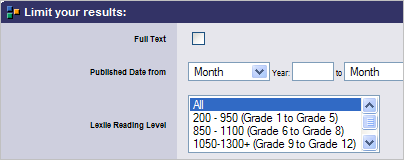 Limit your results:
Full Text
Published Date from Month Year: to Month
All
200 - 950 (Grade 1 to Grade 5)
Lexile Reading Level 850 - 1100 (Grade 6 to Grade 8)
1050-1300+ (Grade 9 to Grade 12)